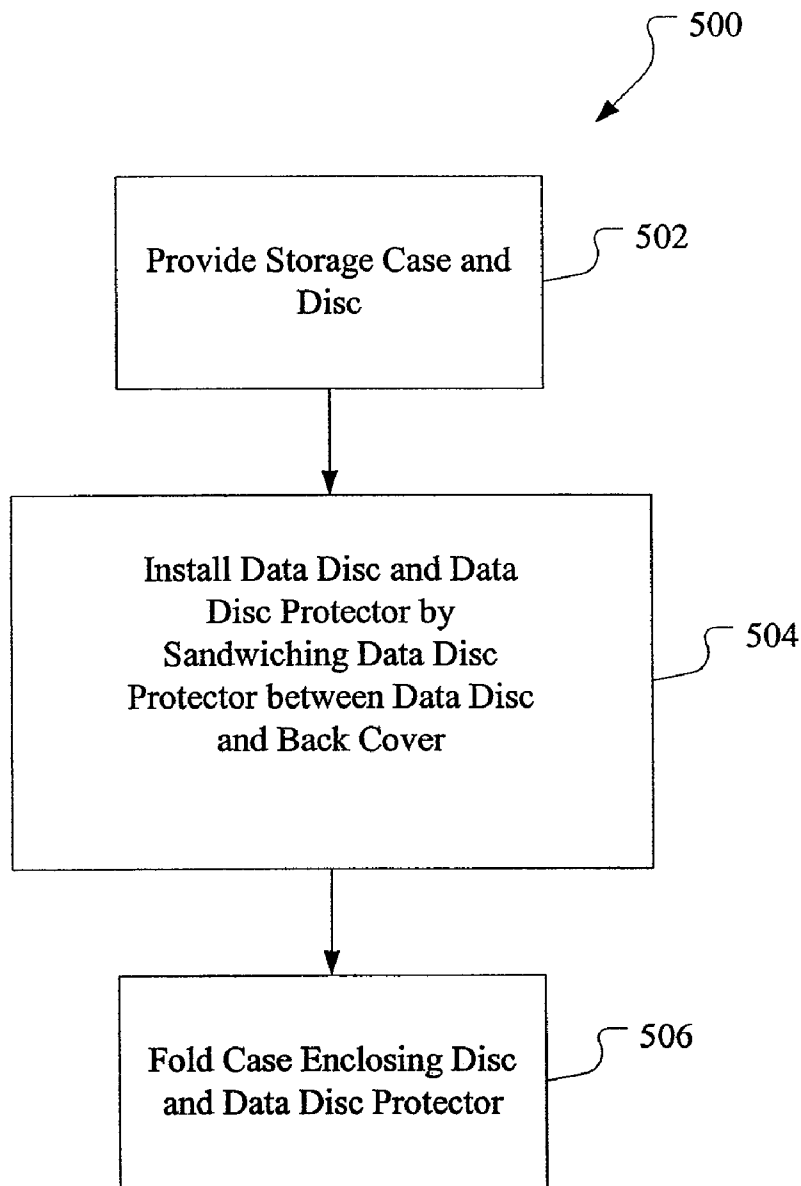 500
Provide Storage Case and
Disc
502
Install Data Disc and Data
Disc Protector by
Sandwiching Data Disc
Protector between Data Disc
and Back Cover
504
Fold Case Enclosing Disc
and Data Disc Protector
506